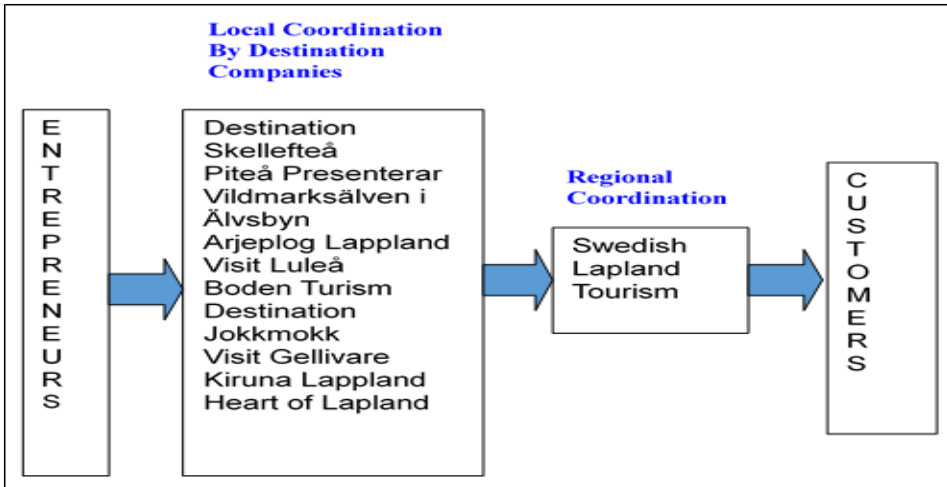 Local Coordination
By Destination
Companies
E
N
T
R
E
P
R
E
N
E
U
R
S
Destination
Skellefteå
Piteå Presenterar
Vildmarksälven i
Älvsbyn
Arjeplog Lappland
Visit Luleå
Boden Turism
Destination
Jokkmokk
Visit Gellivare
Kiruna Lappland
Heart of Lapland
Regional
Coordination
Swedish
Lapland
Tourism
C
U
S
T
O
M
E
R
S